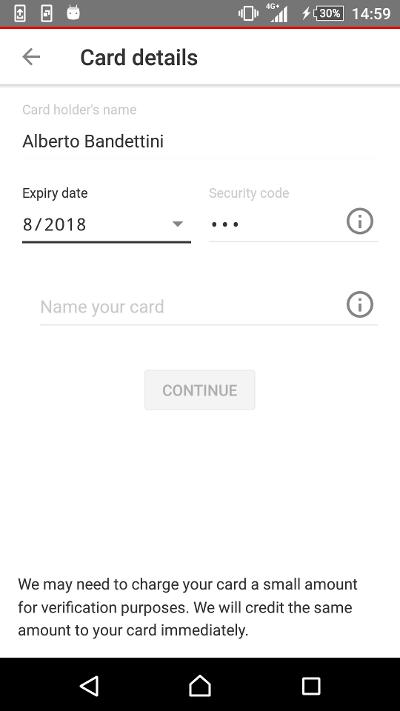 4G+ 30% 14:59
Card details
Card holder's name
Alberto Bandettini
Expiry date Security code
8/2018 •••
Name your card
CONTINUE
We may need to charge your card a small amount
for verification purposes. We will credit the same
amount to your card immediately.